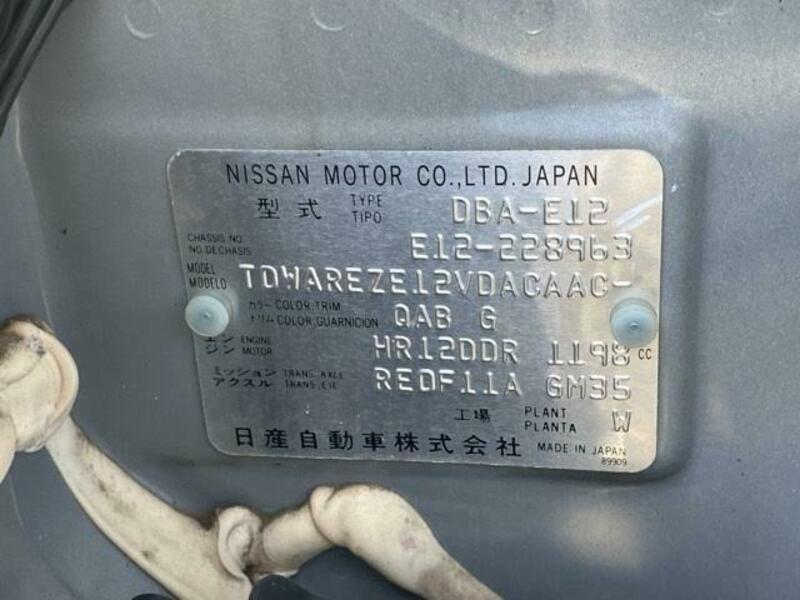 NISSAN MOTOR CO.,LTD. JAPAN
型式 TYPE TIPO DBA-E12
CHASSIS NO. NO.DECHASIS E12-228963
MODEL MODELO TDWAREZE12VDACAAC-
カラー COLOR,TRIM
トリム COLOR,GUARNICION QAB G
エンジン ENGINE MOTOR HR12DDR 1198 CC
ミッション TRANS.AXLE
アクスル TRANS.EJE RE0F11A GM35
工場 PLANT PLANTA W
日産自動車株式会社 MADE IN JAPAN
89909